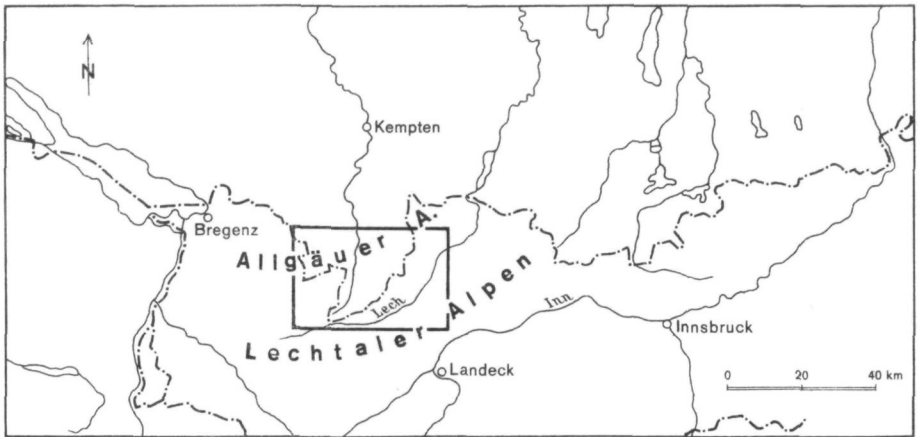 N
Kempten
Bregenz
Allgäuer A.
Lech
Lechtaler Alpen
Inn
Innsbruck
Landeck
0 20 40 km